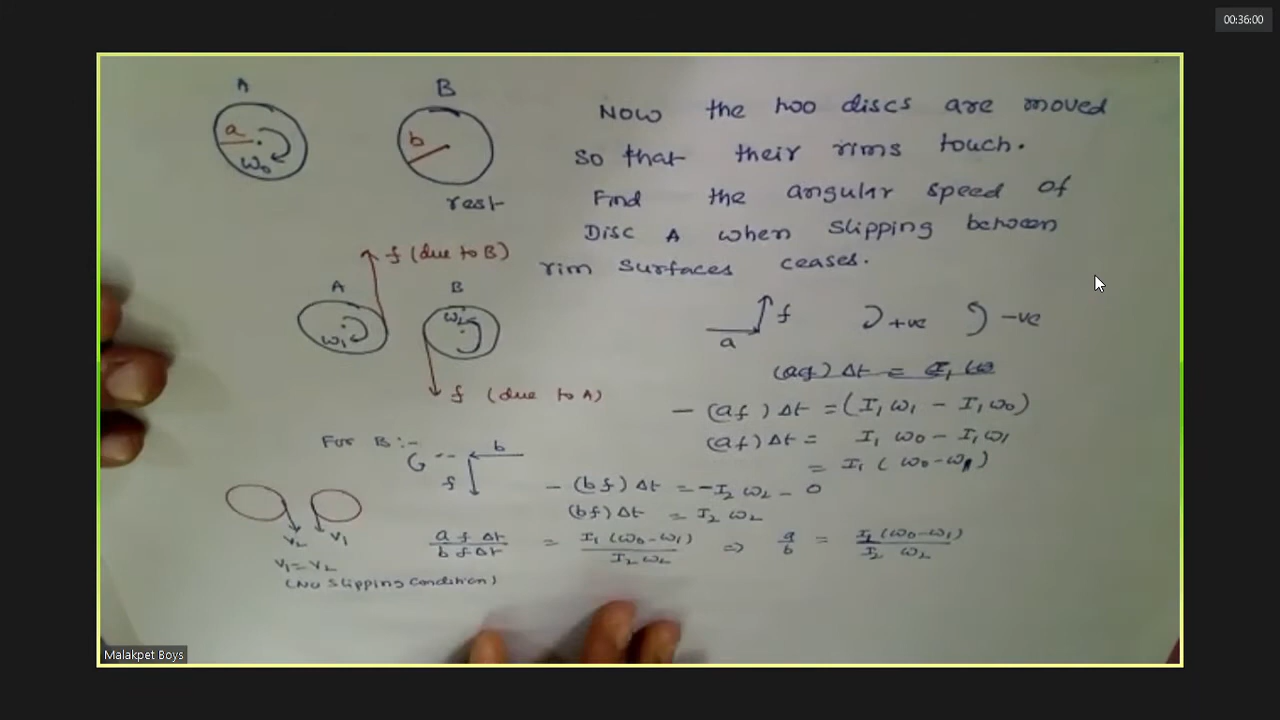 00:36:00
A
B
a
ω₀
b
rest
Now the two discs are moved
so that their rims touch.
Find the angular speed of
Disc A when slipping between
rim surfaces ceases.
f (due to B)
A
B
ω₁
ω₂
f (due to A)
f
a
+ve
-ve
(af) Δt = I₁ ω
- (af) Δt = (I₁ω₁ - I₁ω₀)
(af) Δt = I₁ ω₀ - I₁ω₁
= I₁ (ω₀ - ω₁)
For B :-
b
f
- (bf) Δt = -I₂ ω₂ - 0
(bf) Δt = I₂ ω₂
v₂ v₁
a f Δt / b f Δt = I₁ (ω₀-ω₁) / I₂ ω₂ ⇒ a/b = I₁ (ω₀-ω₁) / I₂ ω₂
v₁ = v₂
(No slipping condition)
Malakpet Boys